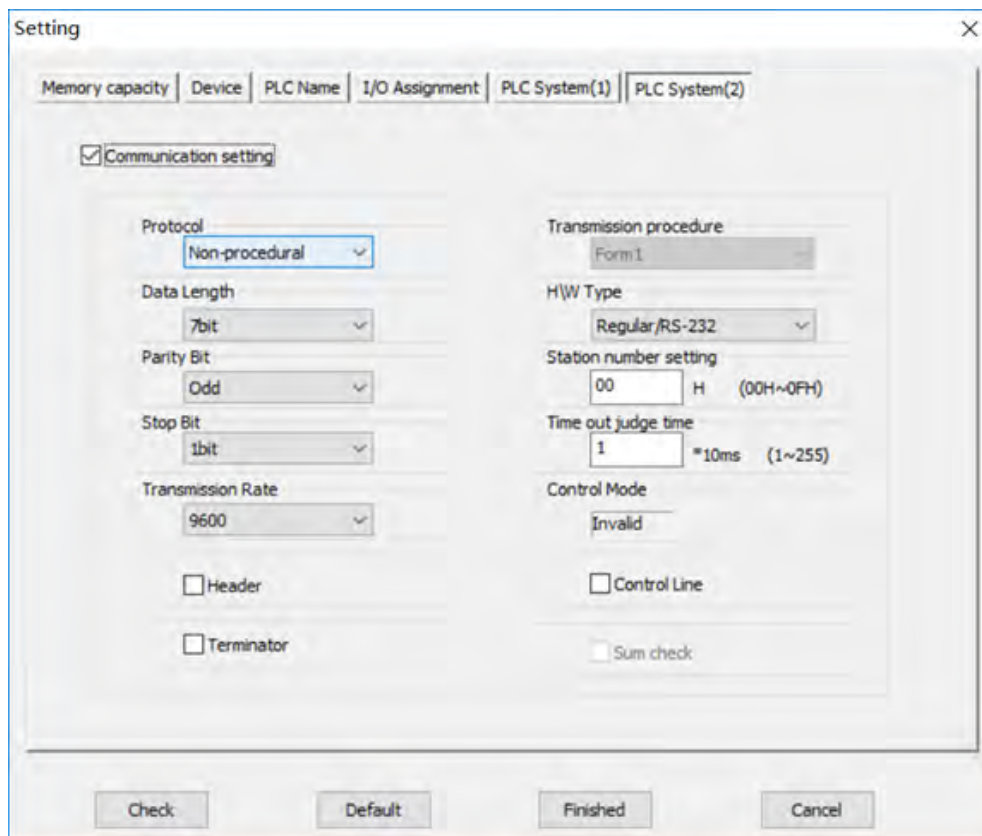 Setting
Memory capacity Device PLC Name I/O Assignment PLC System(1) PLC System(2)
Communication setting
Protocol
Non-procedural
Data Length
7bit
Parity Bit
Odd
Stop Bit
1bit
Transmission Rate
9600
Header
Terminator
Transmission procedure
Form1
H\W Type
Regular/RS-232
Station number setting
00 H (00H~0FH)
Time out judge time
1 *10ms (1~255)
Control Mode
Invalid
Control Line
Sum check
Check Default Finished Cancel